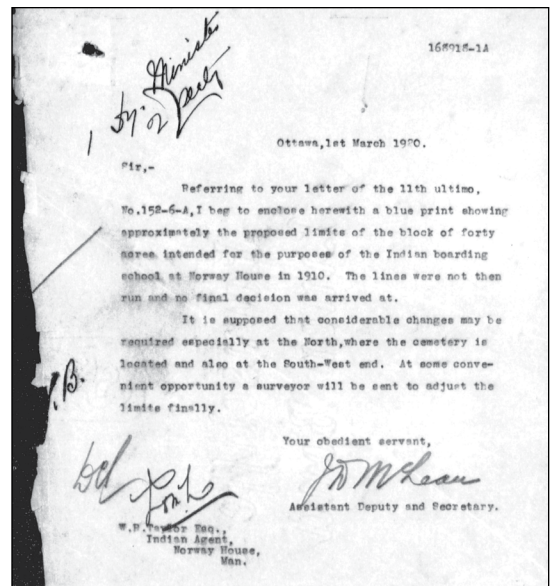 168918-1A
Minister
Ottawa,1st March 1920.
Sir,-
Referring to your letter of the 11th ultimo,
No.152-6-A,I beg to enclose herewith a blue print showing
approximately the proposed limits of the block of forty
acres intended for the purposes of the Indian boarding
school at Norway House in 1910. The lines were not then
run and no final decision was arrived at.
It is supposed that considerable changes may be
required especially at the North,where the cemetery is
located and also at the South-West end. At some conve-
nient opportunity a surveyor will be sent to adjust the
limits finally.
Your obedient servant,
J D McLean
Assistant Deputy and Secretary.
W.R.Taylor Esq.,
Indian Agent,
Norway House,
Man.